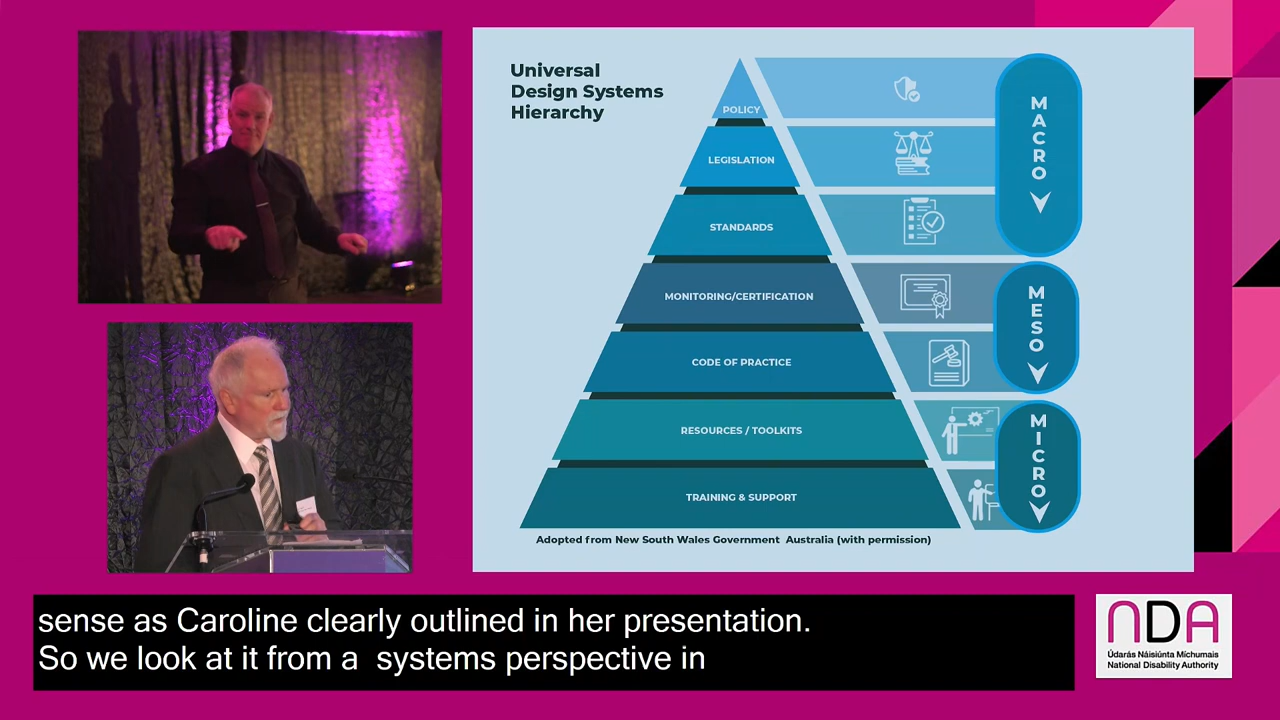 Universal
Design Systems
Hierarchy
POLICY
LEGISLATION
STANDARDS
MONITORING/CERTIFICATION
CODE OF PRACTICE
RESOURCES / TOOLKITS
TRAINING & SUPPORT
MACRO
MESO
MICRO
Adopted from New South Wales Government Australia (with permission)
sense as Caroline clearly outlined in her presentation.
So we look at it from a systems perspective in
NDA
Údarás Náisiúnta Míchumais
National Disability Authority